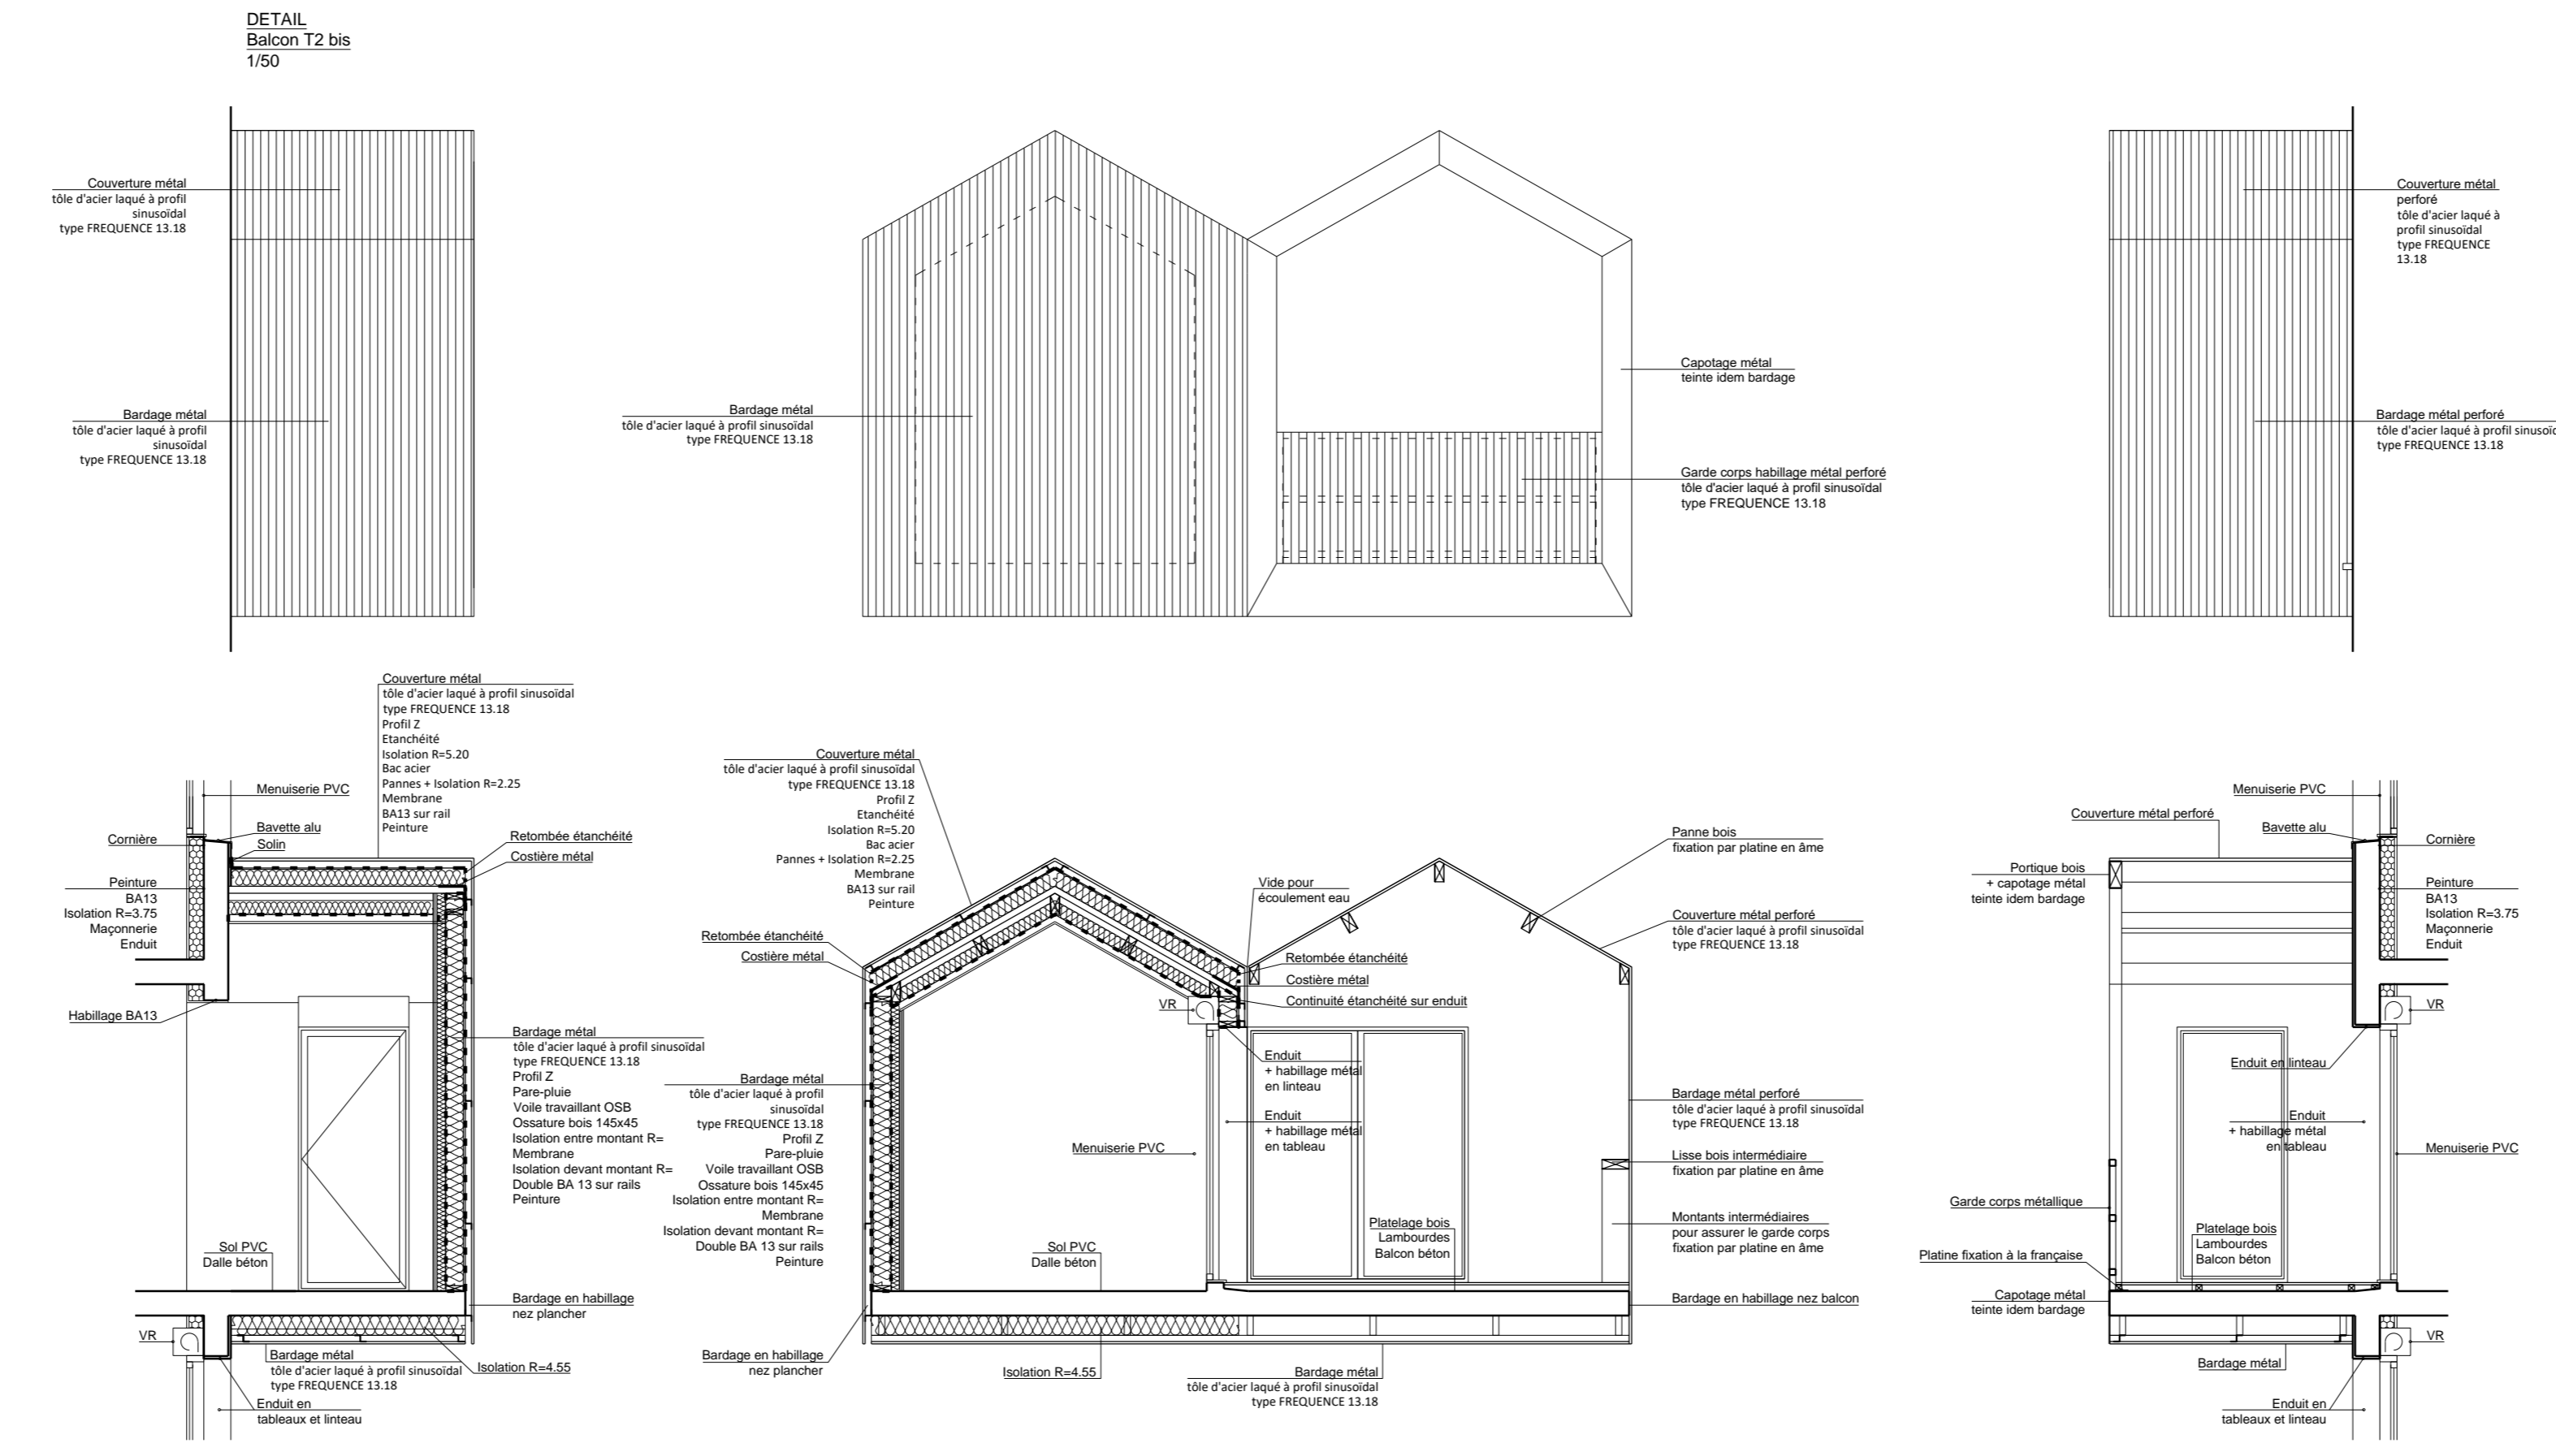 DETAIL
Balcon T2 bis
1/50
Couverture métal
tôle d'acier laqué à profil
sinusoïdal
type FREQUENCE 13.18
Bardage métal
tôle d'acier laqué à profil
sinusoïdal
type FREQUENCE 13.18
Bardage métal
tôle d'acier laqué à profil sinusoïdal
type FREQUENCE 13.18
Capotage métal
teinte idem bardage
Garde corps habillage métal perforé
tôle d'acier laqué à profil sinusoïdal
type FREQUENCE 13.18
Couverture métal
perforé
tôle d'acier laqué à
profil sinusoïdal
type FREQUENCE
13.18
Bardage métal perforé
tôle d'acier laqué à profil
type FREQUENCE 13.18
Couverture métal
tôle d'acier laqué à profil sinusoïdal
type FREQUENCE 13.18
Profil Z
Etanchéité
Isolation R=5.20
Bac acier
Pannes + Isolation R=2.25
Membrane
BA13 sur rail
Peinture
Menuiserie PVC
Bavette alu
Solin
Cornière
Peinture
BA13
Isolation R=3.75
Maçonnerie
Enduit
Habillage BA13
Retombée étanchéité
Costière métal
Bardage métal
tôle d'acier laqué à profil sinusoïdal
type FREQUENCE 13.18
Profil Z
Pare-pluie
Voile travaillant OSB
Ossature bois 145x45
Isolation entre montant R=
Membrane
Isolation devant montant R=
Double BA 13 sur rails
Peinture
Sol PVC
Dalle béton
Bardage en habillage
nez plancher
VR
Bardage métal
tôle d'acier laqué à profil sinusoïdal
type FREQUENCE 13.18
Isolation R=4.55
Enduit en
tableaux et linteau
Couverture métal
tôle d'acier laqué à profil sinusoïdal
type FREQUENCE 13.18
Profil Z
Etanchéité
Isolation R=5.20
Bac acier
Pannes + Isolation R=2.25
Membrane
BA13 sur rail
Peinture
Retombée étanchéité
Costière métal
Bardage métal
tôle d'acier laqué à profil
sinusoïdal
type FREQUENCE 13.18
Profil Z
Pare-pluie
Voile travaillant OSB
Ossature bois 145x45
Isolation entre montant R=
Membrane
Isolation devant montant R=
Double BA 13 sur rails
Peinture
Bardage en habillage
nez plancher
Vide pour
écoulement eau
Retombée étanchéité
Costière métal
Continuité étanchéité sur enduit
VR
Enduit
+ habillage métal
en linteau
Enduit
+ habillage métal
en tableau
Menuiserie PVC
Sol PVC
Dalle béton
Platelage bois
Lambourdes
Balcon béton
Isolation R=4.55
Bardage métal
tôle d'acier laqué à profil sinusoïdal
type FREQUENCE 13.18
Panne bois
fixation par platine en âme
Couverture métal perforé
tôle d'acier laqué à profil sinusoïdal
type FREQUENCE 13.18
Bardage métal perforé
tôle d'acier laqué à profil sinusoïdal
type FREQUENCE 13.18
Lisse bois intermédiaire
fixation par platine en âme
Montants intermédiaires
pour assurer le garde corps
fixation par platine en âme
Bardage en habillage nez balcon
Menuiserie PVC
Couverture métal perforé
Bavette alu
Portique bois
+ capotage métal
teinte idem bardage
Cornière
Peinture
BA13
Isolation R=3.75
Maçonnerie
Enduit
VR
Enduit en linteau
Enduit
+ habillage métal
en tableau
Menuiserie PVC
Garde corps métallique
Platine fixation à la française
Platelage bois
Lambourdes
Balcon béton
Capotage métal
teinte idem bardage
VR
Bardage métal
Enduit en
tableaux et linteau